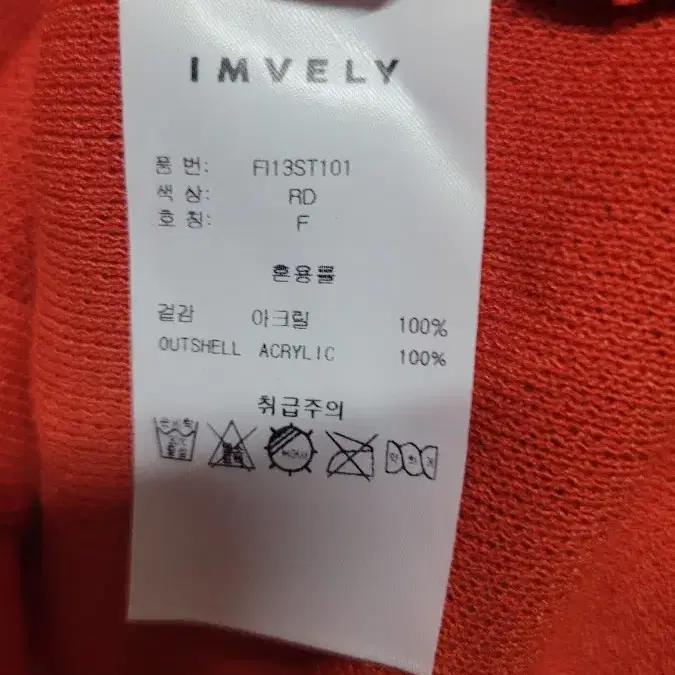 IMVELY
품 번: FI13ST101
색 상: RD
호 칭: F
혼용률
겉감 아크릴 100%
OUTSHELL ACRYLIC 100%
취급주의